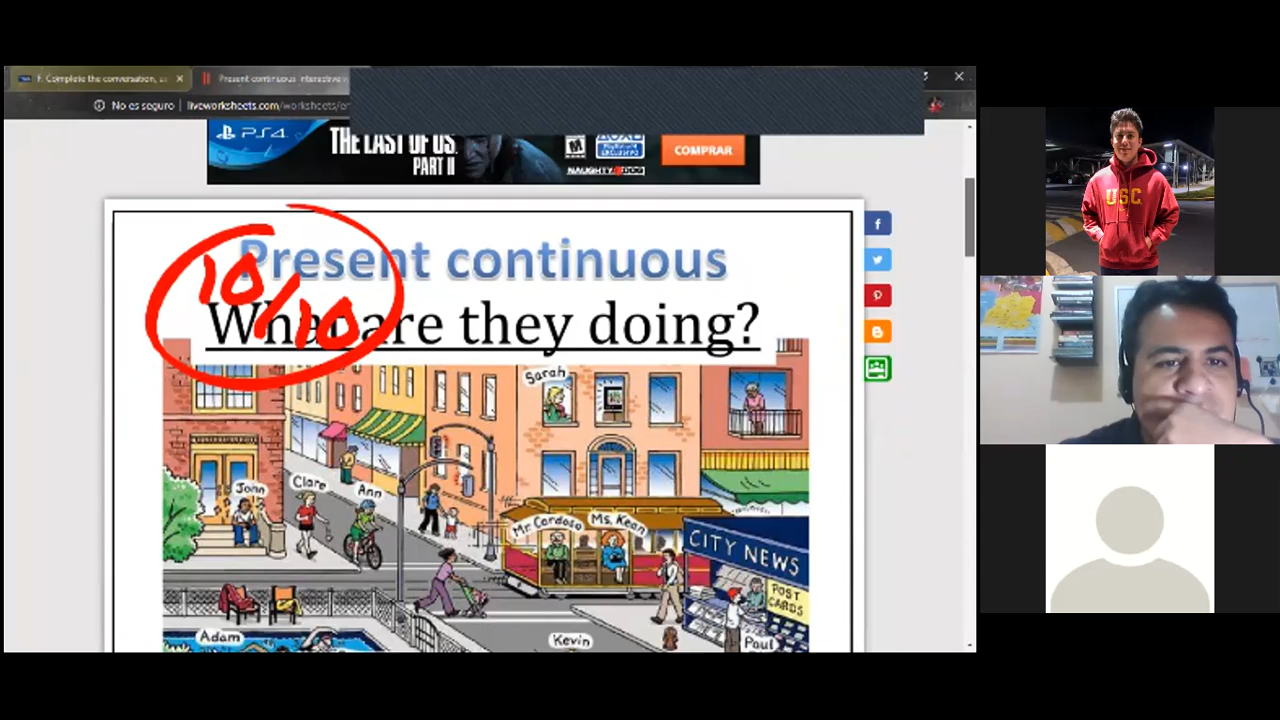 F. Complete the conversation, u
Present continuous interactive w
No es seguro
liveworksheets.com/worksheets/en
PS4
THE LAST OF US
PART II
M
NAUGHTY DOG
COMPRAR
U.S.C.
Present continuous
10/10
What are they doing?
Sarah
John
Clare
Ann
Mr. Cardoso
Ms. Kean
CITY NEWS
POST
CARDS
Adam
Kevin
Paul